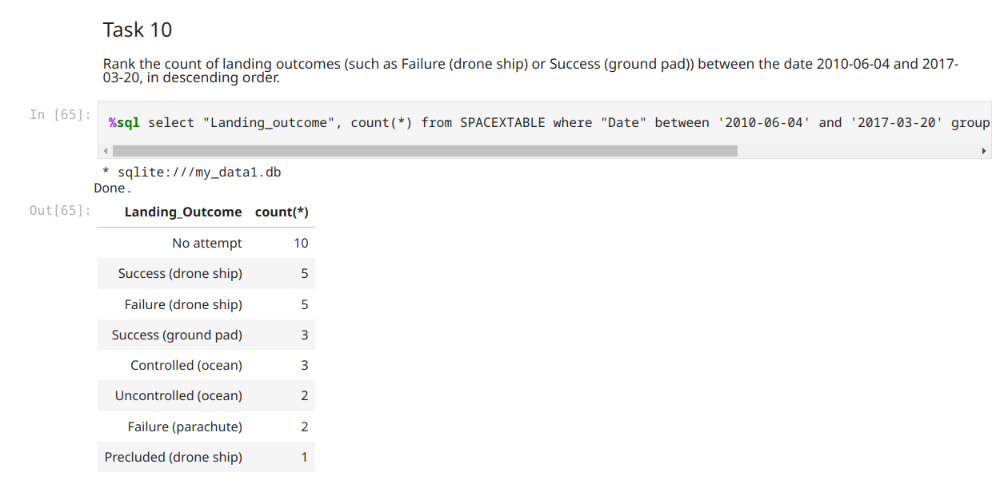 Task 10
Rank the count of landing outcomes (such as Failure (drone ship) or Success (ground pad)) between the date 2010-06-04 and 2017-
03-20, in descending order.
In [65]: %sql select "Landing_outcome", count(*) from SPACEXTABLE where "Date" between '2010-06-04' and '2017-03-20' group
* sqlite:///my_data1.db
Done.
Out[65]: Landing_Outcome count(*)
No attempt 10
Success (drone ship) 5
Failure (drone ship) 5
Success (ground pad) 3
Controlled (ocean) 3
Uncontrolled (ocean) 2
Failure (parachute) 2
Precluded (drone ship) 1